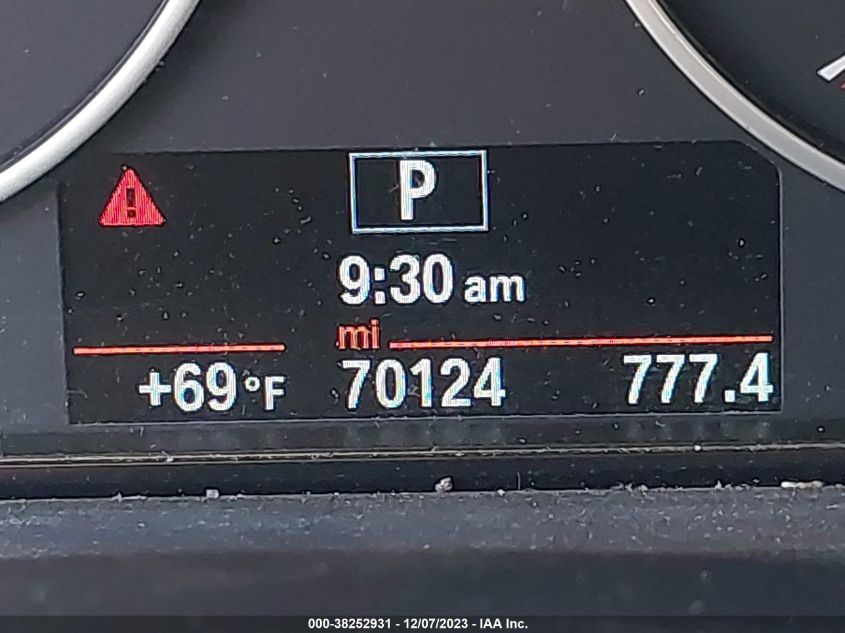 P
9:30 am
mi
+69 °F 70124 777.4
000-38252931 - 12/07/2023 - IAA Inc.